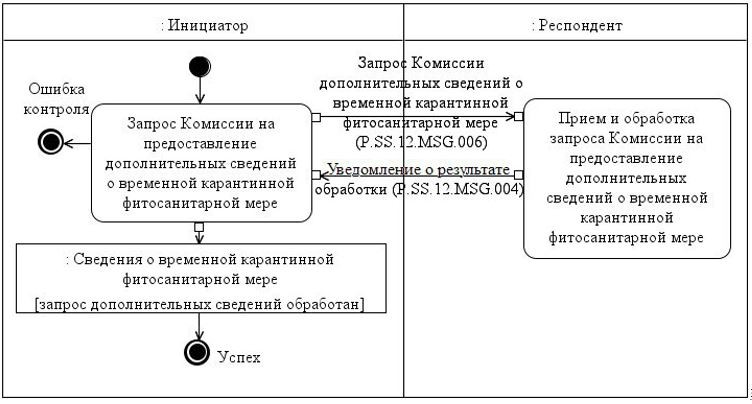 : Инициатор
: Респондент
Ошибка
контроля
Запрос Комиссии на
предоставление
дополнительных сведений
о временной карантинной
фитосанитарной мере
Запрос Комиссии
дополнительных сведений о
временной карантинной
фитосанитарной мере
(P.SS.12.MSG.006)
Уведомление о результате
обработки (P.SS.12.MSG.004)
Прием и обработка
запроса Комиссии на
предоставление
дополнительных
сведений о временной
карантинной
фитосанитарной мере
: Сведения о временной карантинной
фитосанитарной мере
[запрос дополнительных сведений обработан]
Успех